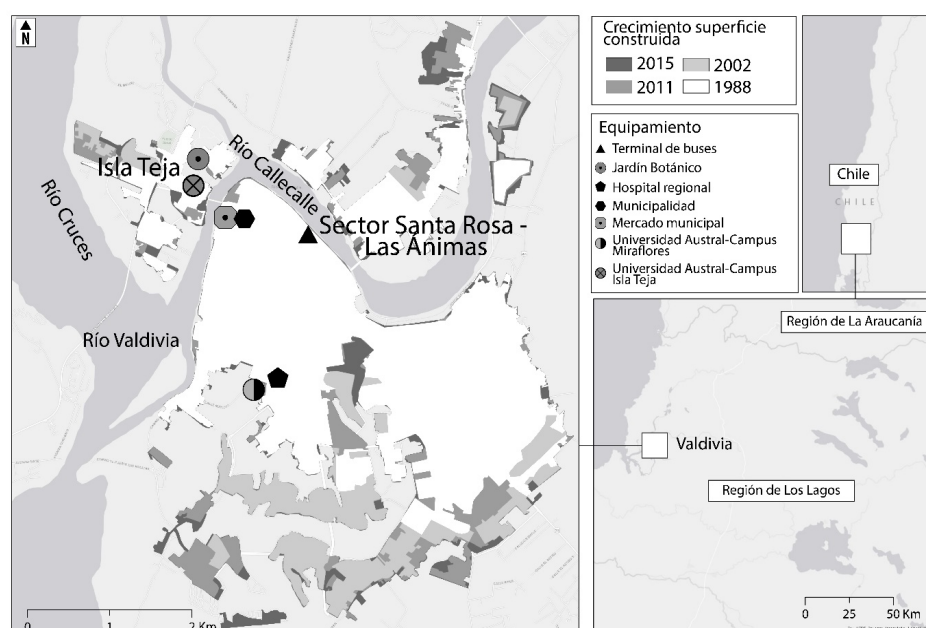 N
Isla Teja
Río Callecalle
Río Cruces
Sector Santa Rosa -
Las Ánimas
Río Valdivia
0 1 2 Km
Crecimiento superficie
construida
2015 2002
2011 1988
Equipamiento
Terminal de buses
Jardín Botánico
Hospital regional
Municipalidad
Mercado municipal
Universidad Austral-Campus
Miraflores
Universidad Austral-Campus
Isla Teja
Chile
CHILE
Región de La Araucanía
Valdivia
Región de Los Lagos
0 25 50 Km